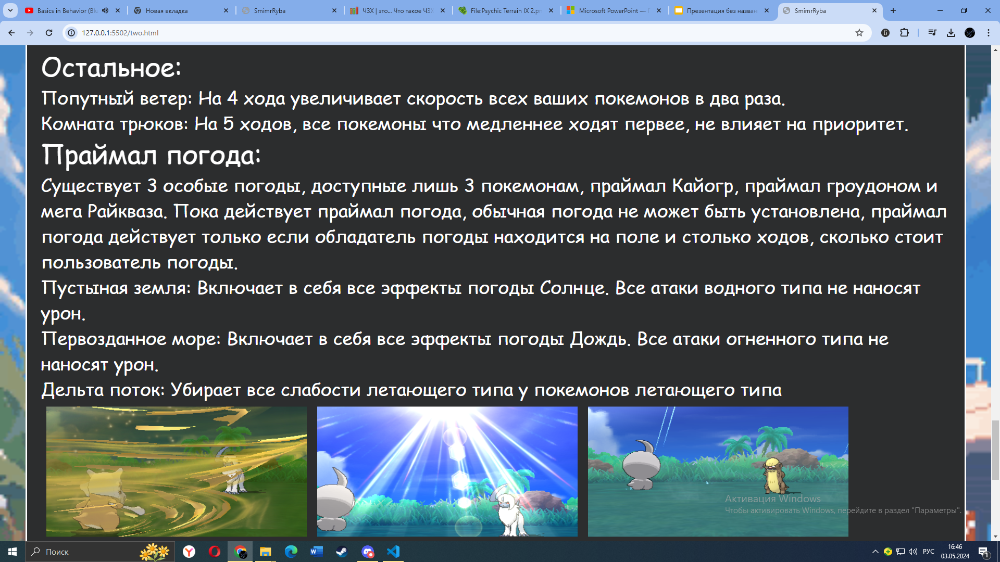 Basics in Behavior (Blu
Новая вкладка
SmimrRyba
ЧЗХ | это... Что такое ЧЗХ
File:Psychic Terrain IX 2.pn
Microsoft PowerPoint —
Презентация без назван
SmimrRyba
127.0.0.1:5502/two.html
Остальное:
Попутный ветер: На 4 хода увеличивает скорость всех ваших покемонов в два раза.
Комната трюков: На 5 ходов, все покемоны что медленнее ходят первее, не влияет на приоритет.
Праймал погода:
Существует 3 особые погоды, доступные лишь 3 покемонам, праймал Кайогр, праймал гроудоном и
мега Райкваза. Пока действует праймал погода, обычная погода не может быть установлена, праймал
погода действует только если обладатель погоды находится на поле и столько ходов, сколько стоит
пользователь погоды.
Пустыная земля: Включает в себя все эффекты погоды Солнце. Все атаки водного типа не наносят
урон.
Первозданное море: Включает в себя все эффекты погоды Дождь. Все атаки огненного типа не
наносят урон.
Дельта поток: Убирает все слабости летающего типа у покемонов летающего типа
Активация Windows
Чтобы активировать Windows, перейдите в раздел "Параметры".
Поиск
РУС
16:46
03.05.2024
1